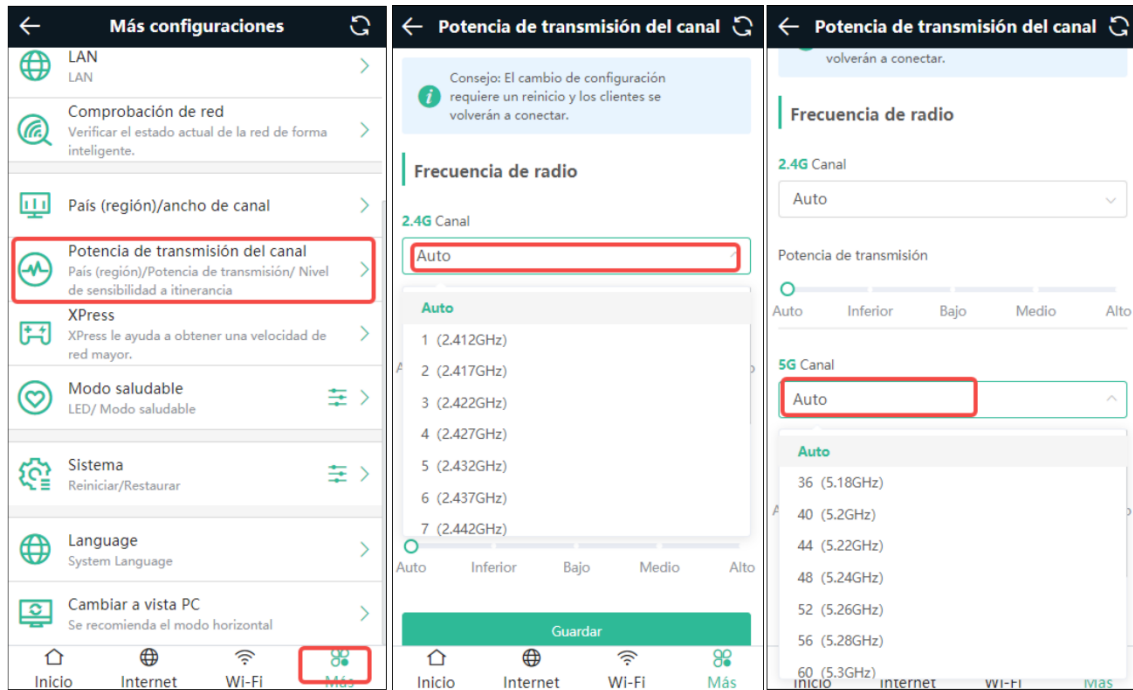 Más configuraciones
LAN
LAN
Comprobación de red
Verificar el estado actual de la red de forma
inteligente.
País (región)/ancho de canal
Potencia de transmisión del canal
País (región)/Potencia de transmisión/ Nivel
de sensibilidad a itinerancia
XPress
XPress le ayuda a obtener una velocidad de
red mayor.
Modo saludable
LED/ Modo saludable
Sistema
Reiniciar/Restaurar
Language
System Language
Cambiar a vista PC
Se recomienda el modo horizontal
Inicio Internet Wi-Fi Más
Potencia de transmisión del canal
Consejo: El cambio de configuración
requiere un reinicio y los clientes se
volverán a conectar.
Frecuencia de radio
2.4G Canal
Auto
Auto
1 (2.412GHz)
2 (2.417GHz)
3 (2.422GHz)
4 (2.427GHz)
5 (2.432GHz)
6 (2.437GHz)
7 (2.442GHz)
Auto Inferior Bajo Medio Alto
Guardar
Inicio Internet Wi-Fi Más
Potencia de transmisión del canal
volverán a conectar.
Frecuencia de radio
2.4G Canal
Auto
Potencia de transmisión
Auto Inferior Bajo Medio Alto
5G Canal
Auto
Auto
36 (5.18GHz)
40 (5.2GHz)
44 (5.22GHz)
48 (5.24GHz)
52 (5.26GHz)
56 (5.28GHz)
60 (5.3GHz)
Inicio Internet Wi-Fi Más